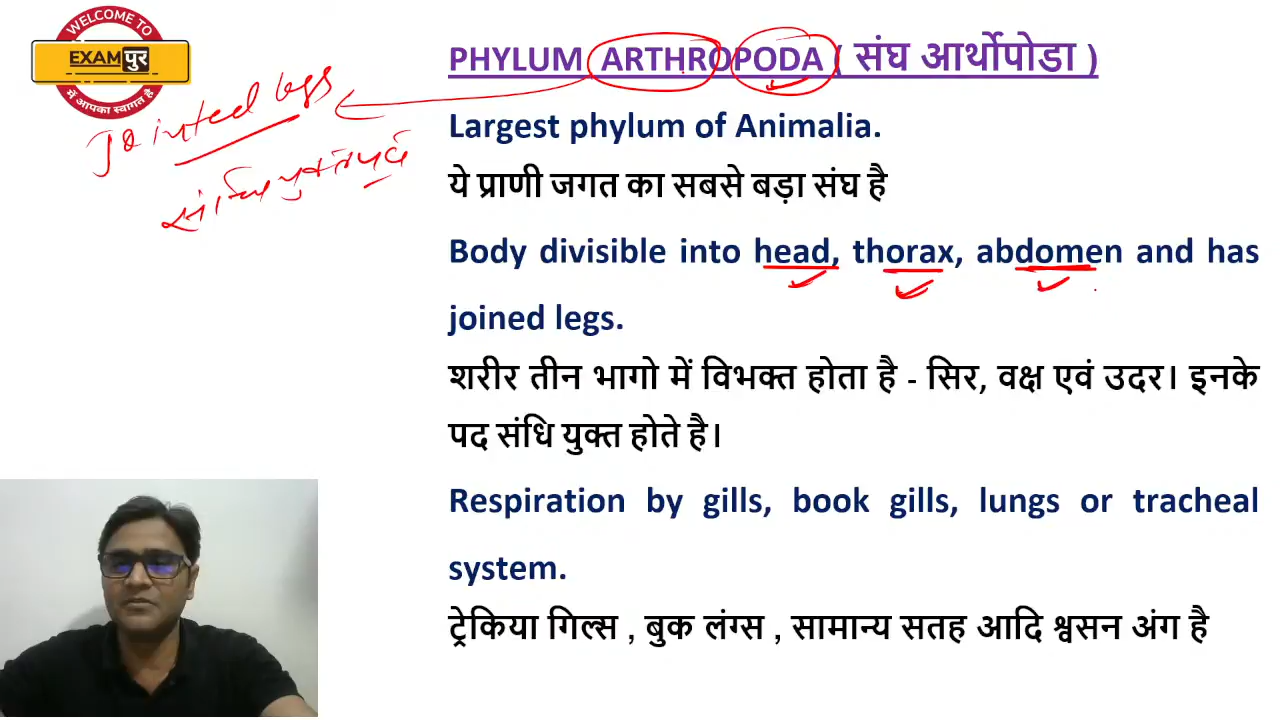 WELCOME TO
EXAMपुर
में आपका स्वागत है
PHYLUM ARTHROPODA ( संघ आर्थोपोडा )
Jointed legs
संधि युक्त पद
Largest phylum of Animalia.
ये प्राणी जगत का सबसे बड़ा संघ है
Body divisible into head, thorax, abdomen and has
joined legs.
शरीर तीन भागो में विभक्त होता है - सिर, वक्ष एवं उदर। इनके
पद संधि युक्त होते है।
Respiration by gills, book gills, lungs or tracheal
system.
ट्रेकिया गिल्स , बुक लंग्स , सामान्य सतह आदि श्वसन अंग है